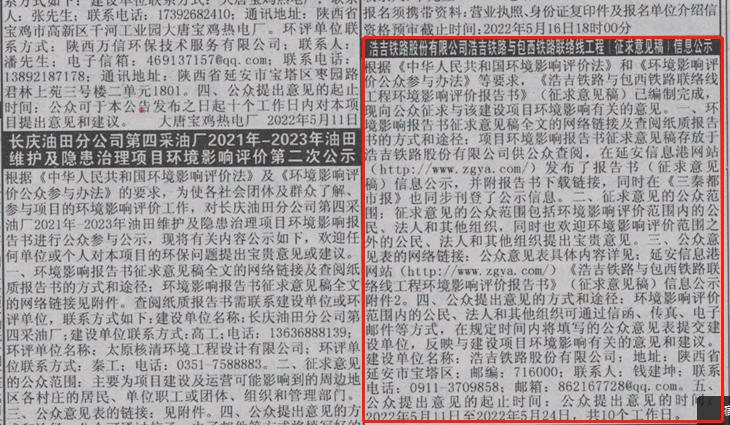 张先生；联系电话：17392682410；通讯地址：陕西省
宝鸡市高新区千河工业园大唐宝鸡热电厂。环评单位联
系方式：陕西万信环保技术服务有限公司；联系人：
潘先生；电子信箱：469137157@qq.com；联系电话：
13892187178；通讯地址：陕西省延安市宝塔区枣园路
君林上苑三号楼二单元1801。四、公众提出意见的起止
时间：公众可于本公告发布之日起十个工作日内对本项
目提出意见和建议。 大唐宝鸡热电厂 2022年5月11日
长庆油田分公司第四采油厂2021年-2023年油田
维护及隐患治理项目环境影响评价第二次公示
根据《中华人民共和国环境影响评价法》及《环境影响评
价公众参与办法》的要求，为使各社会团体及群众了解、
参与项目的环境影响评价工作，对长庆油田分公司第四采
油厂2021年-2023年油田维护及隐患治理项目环境影响报
告书进行公众参与公示，现将有关内容公示如下，欢迎任
何单位或个人对本项目的环保问题提出宝贵意见或建议。
一、环境影响报告书征求意见稿全文的网络链接及查阅纸
质报告书的方式和途径：环境影响报告书征求意见稿全文
的网络链接见附件。查阅纸质报告书需联系建设单位或环
评单位，联系方式如下；建设单位名称：长庆油田分公司第
四采油厂；建设单位联系方式：高工；电话：13636888139；
环评单位名称：太原核清环境工程设计有限公司；环评单位
联系方式：秦工；电话：0351-7588883。二、征求意见
的公众范围：主要为项目建设及运营可能影响到的周边地
区各村庄的居民、单位职工或团体、组织和管理部门。
三、公众意见表的链接：见附件。四、公众提出意见的方
报名须携带资料：营业执照、身份证复印件及报名单位介绍信
资格预审截止时间：2022年5月16日18时00分
浩吉铁路股份有限公司浩吉铁路与包西铁路联络线工程（征求意见稿）信息公示
根据《中华人民共和国环境影响评价法》和《环境影响评
价公众参与办法》等要求，《浩吉铁路与包西铁路联络线
工程环境影响评价报告书》（征求意见稿）已编制完成，
现向公众征求与该建设项目环境影响有关的意见。一、环
境影响报告书征求意见稿全文的网络链接及查阅纸质报告
书的方式和途径：项目环境影响报告书征求意见稿存放于
浩吉铁路股份有限公司供公众查阅，在延安信息港网站
（http://www.zgya.com/）发布了报告书（征求意见
稿）信息公示，并附报告书下载链接，同时在《三秦都
市报》也同步刊登了公示信息。二、征求意见的公众范
围：征求意见的公众范围包括环境影响评价范围内的公
民、法人和其他组织，同时也欢迎环境影响评价范围之
外的公民、法人和其他组织提出宝贵意见。三、公众意
见表的网络链接：公众意见表具体内容详见：延安信息港
网站（http://www.zgya.com/）《浩吉铁路与包西铁路联
络线工程环境影响报告书》（征求意见稿）信息公示
附件2。四、公众提出意见的方式和途径：环境影响评价
范围内的公民、法人和其他组织可通过信函、传真、电子
邮件等方式，在规定时间内将填写的公众意见表提交建
设单位，反映与建设项目环境影响有关的意见和建议。
建设单位名称：浩吉铁路股份有限公司；地址：陕西省
延安市宝塔区；邮编：716000；联系人：钱建坤；联系
电话：0911-3709858；邮箱：862167728@qq.com。五、
公众提出意见的起止时间：公众提出意见的时间为：
2022年5月11日至2022年5月24日，共10个工作日。